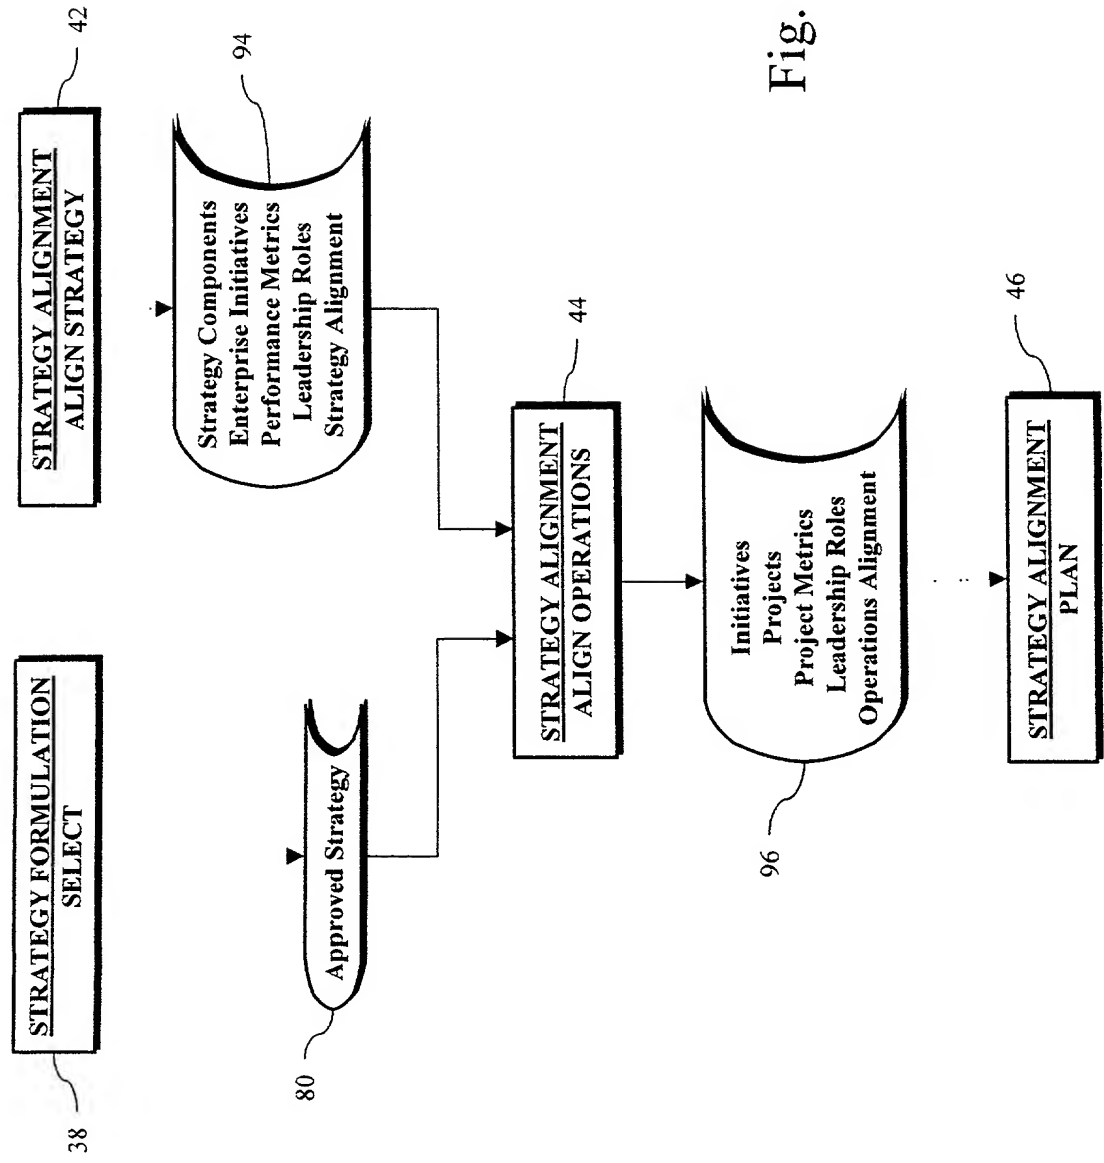 38
STRATEGY FORMULATION
SELECT
STRATEGY ALIGNMENT
ALIGN STRATEGY
42
80
Approved Strategy
Strategy Components
Enterprise Initiatives
Performance Metrics
Leadership Roles
Strategy Alignment
94
STRATEGY ALIGNMENT
ALIGN OPERATIONS
44
96
Initiatives
Projects
Project Metrics
Leadership Roles
Operations Alignment
STRATEGY ALIGNMENT
PLAN
46
Fig.